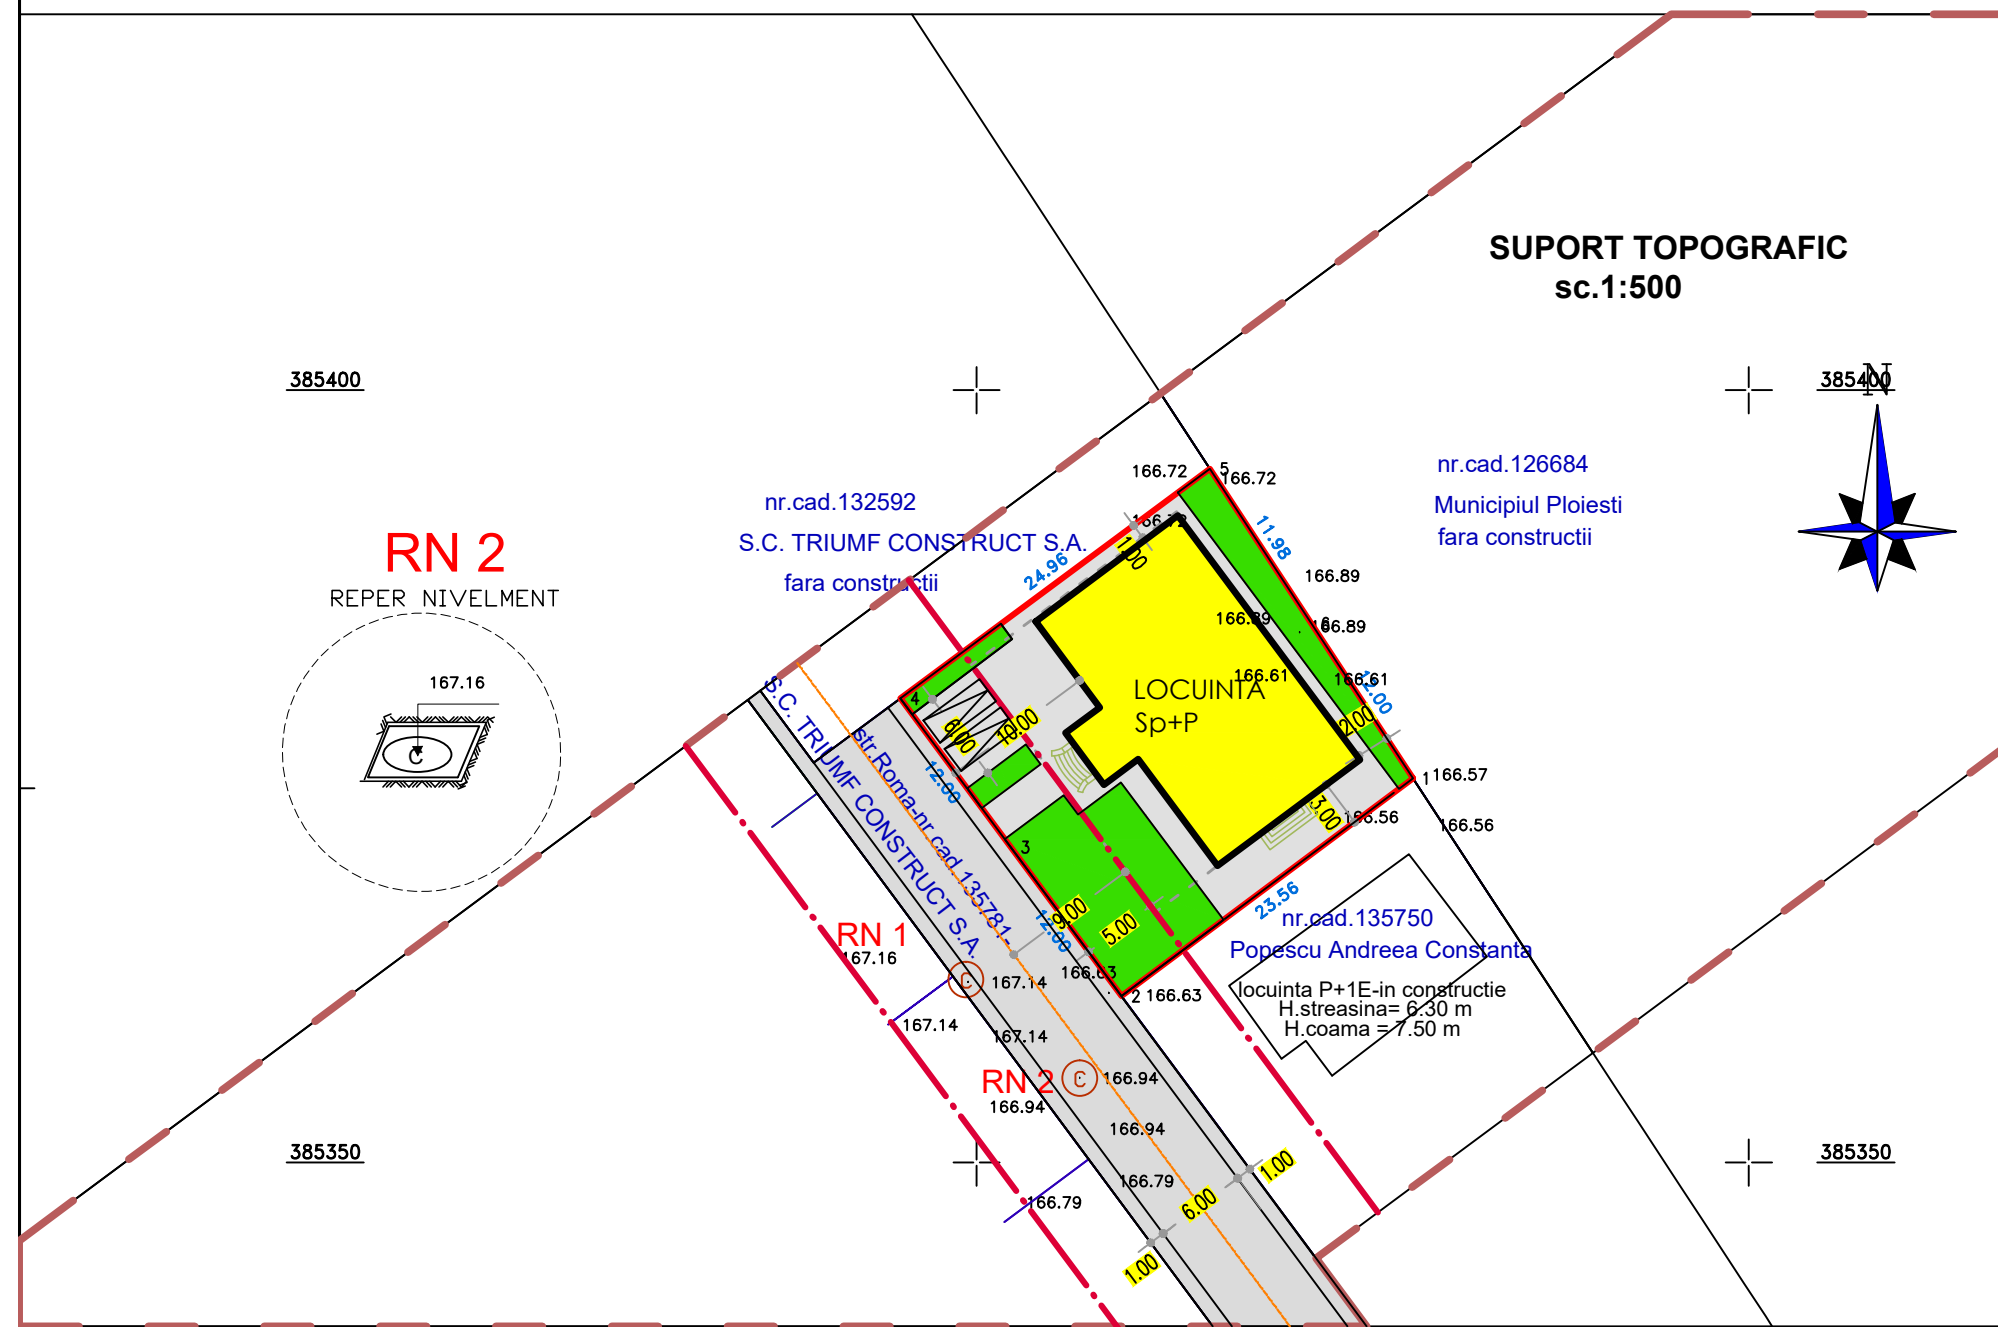 SUPORT TOPOGRAFIC
sc.1:500
385400
385400
N
nr.cad.126684
Municipiul Ploiesti
fara constructii
nr.cad.132592
S.C. TRIUMF CONSTRUCT S.A.
fara constructii
RN 2
REPER NIVELMENT
167.16
C
166.72
5
166.72
166.72
1.00
24.96
11.98
166.89
166.89
6
166.89
166.61
166.61
12.00
LOCUINTA
Sp+P
2.00
4
6.00
10.00
12.00
S.C. TRIUMF CONSTRUCT S.A.
str.Roma-nr.cad.135781-
1
166.57
3.00
166.56
166.56
3
9.00
12.00
5.00
23.56
nr.cad.135750
Popescu Andreea Constanta
locuinta P+1E-in constructie
H.streasina= 6.30 m
H.coama = 7.50 m
RN 1
167.16
C
167.14
166.63
2
166.63
167.14
167.14
RN 2
C
166.94
166.94
166.94
385350
385350
166.79
166.79
1.00
6.00
1.00